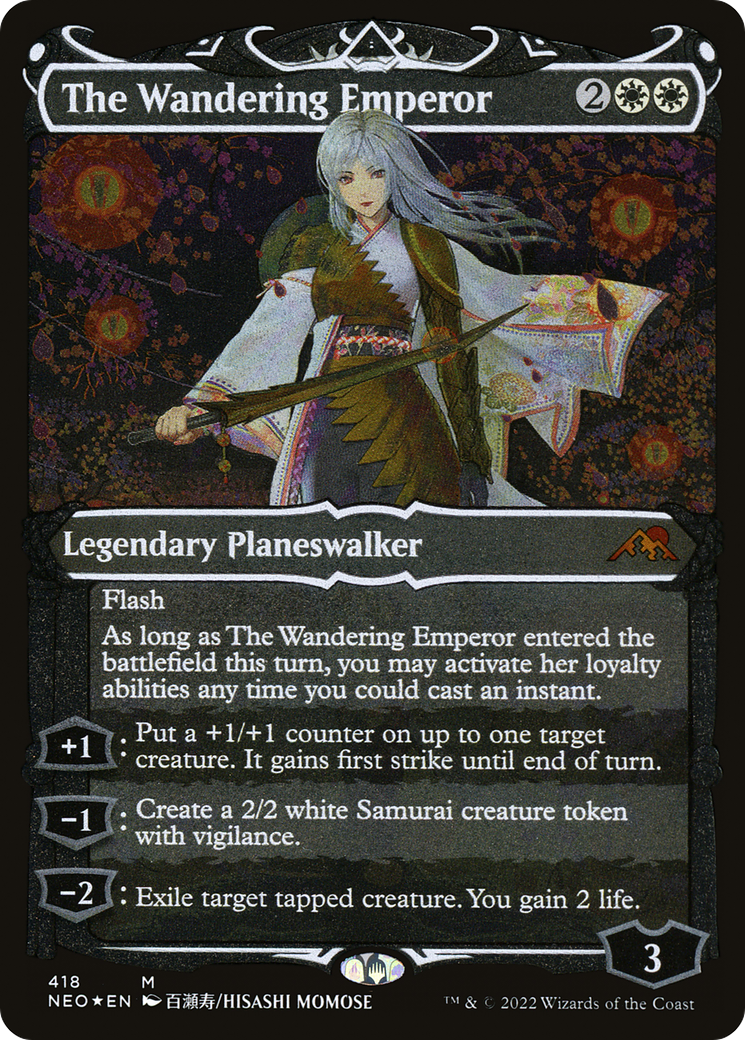 The Wandering Emperor 2
Legendary Planeswalker
Flash
As long as The Wandering Emperor entered the
battlefield this turn, you may activate her loyalty
abilities any time you could cast an instant.
+1 : Put a +1/+1 counter on up to one target
creature. It gains first strike until end of turn.
−1 : Create a 2/2 white Samurai creature token
with vigilance.
−2 : Exile target tapped creature. You gain 2 life.
3
418 M
NEO★EN 百瀬寿/HISASHI MOMOSE
™ & © 2022 Wizards of the Coast